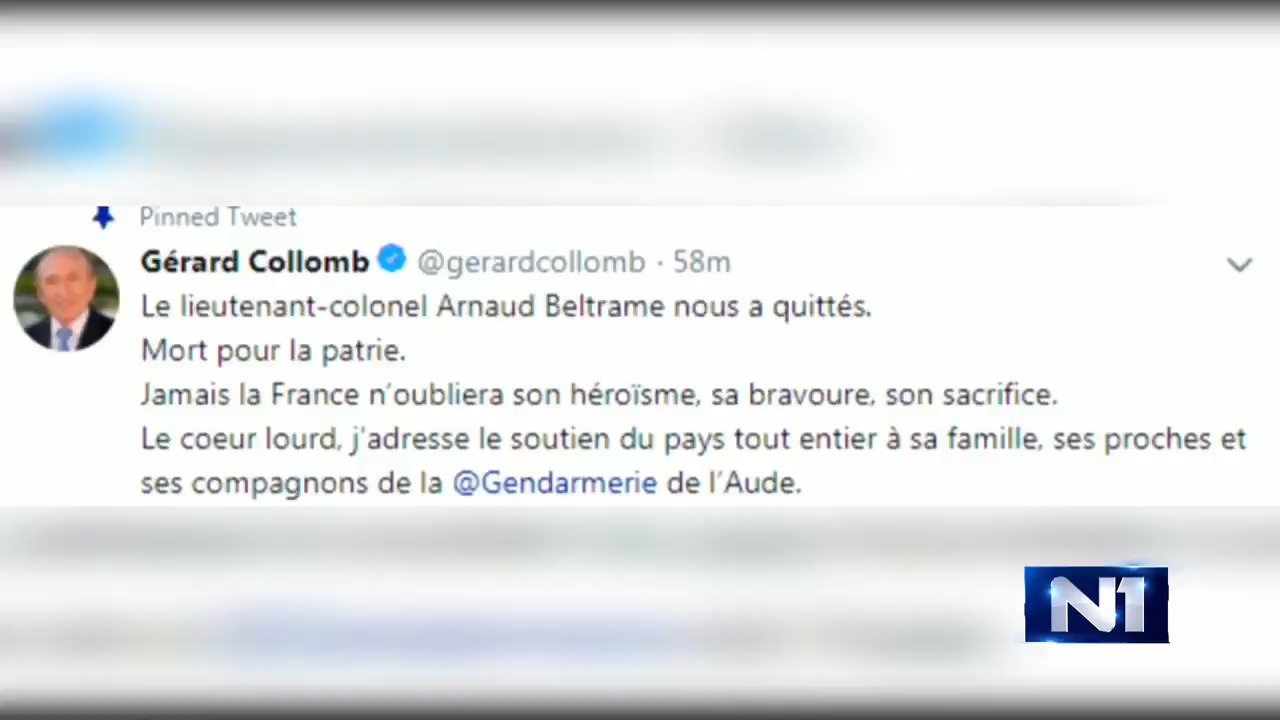 Pinned Tweet
Gérard Collomb @gerardcollomb · 58m
Le lieutenant-colonel Arnaud Beltrame nous a quittés.
Mort pour la patrie.
Jamais la France n'oubliera son héroïsme, sa bravoure, son sacrifice.
Le coeur lourd, j'adresse le soutien du pays tout entier à sa famille, ses proches et
ses compagnons de la @Gendarmerie de l'Aude.
N1